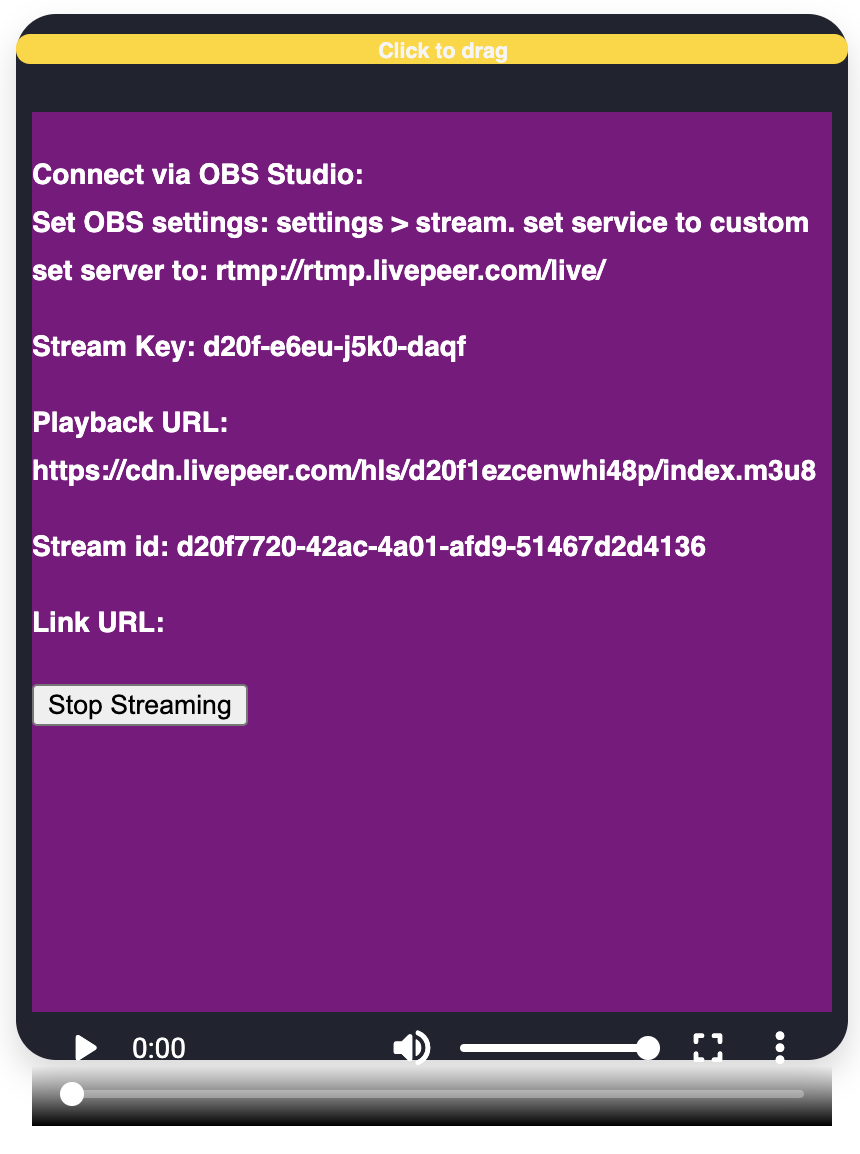 Click to drag
Connect via OBS Studio:
Set OBS settings: settings > stream. set service to custom
set server to: rtmp://rtmp.livepeer.com/live/
Stream Key: d20f-e6eu-j5k0-daqf
Playback URL:
https://cdn.livepeer.com/hls/d20f1ezcenwhi48p/index.m3u8
Stream id: d20f7720-42ac-4a01-afd9-51467d2d4136
Link URL:
Stop Streaming
0:00